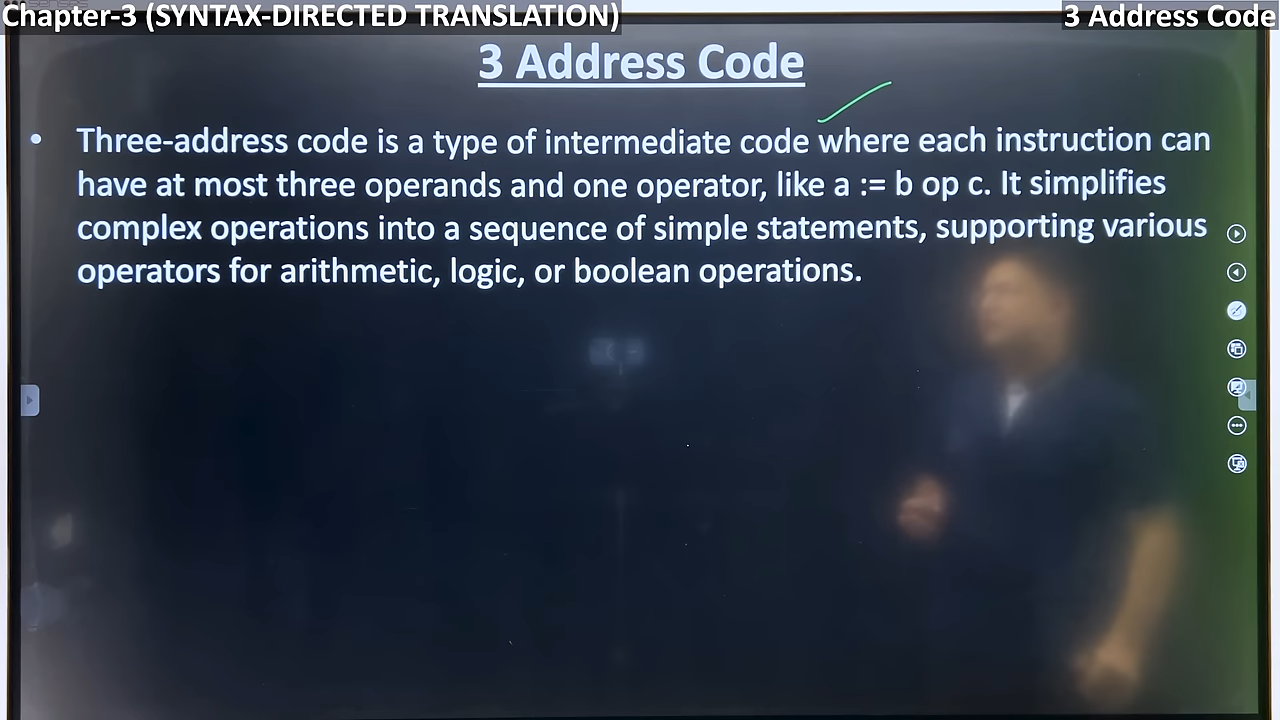 Chapter-3 (SYNTAX-DIRECTED TRANSLATION)
3 Address Code
3 Address Code
• Three-address code is a type of intermediate code where each instruction can
have at most three operands and one operator, like a := b op c. It simplifies
complex operations into a sequence of simple statements, supporting various
operators for arithmetic, logic, or boolean operations.